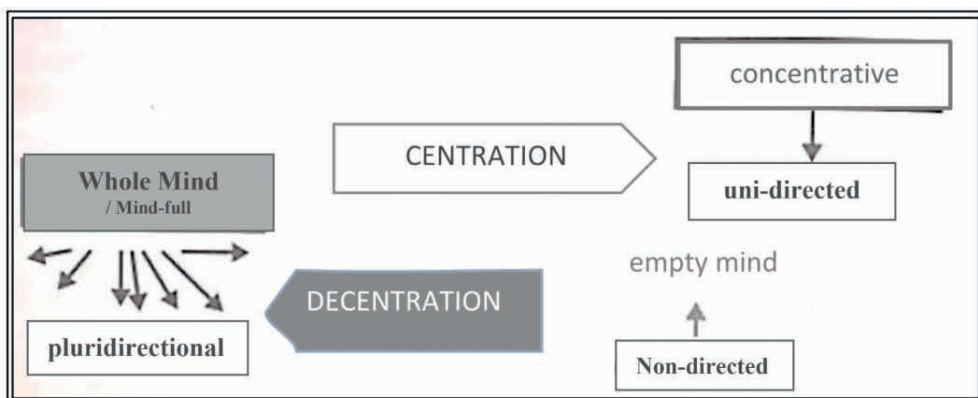 concentrative
CENTRATION
Whole Mind
/ Mind-full
uni-directed
empty mind
DECENTRATION
pluridirectional
Non-directed